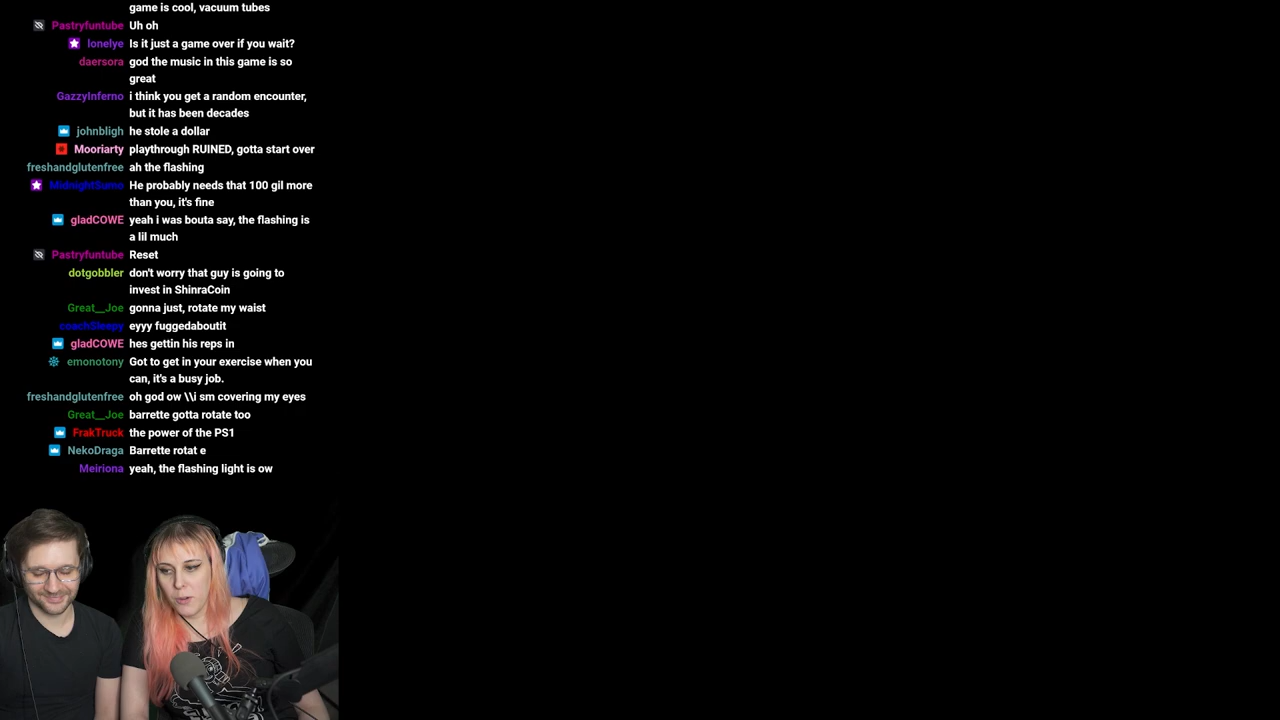 game is cool, vacuum tubes
Pastryfuntube Uh oh
lonelye Is it just a game over if you wait?
daersora god the music in this game is so
great
GazzyInferno i think you get a random encounter,
but it has been decades
johnbligh he stole a dollar
Mooriarty playthrough RUINED, gotta start over
freshandglutenfree ah the flashing
MidnightSumo He probably needs that 100 gil more
than you, it's fine
gladCOWE yeah i was bouta say, the flashing is
a lil much
Pastryfuntube Reset
dotgobbler don't worry that guy is going to
invest in ShinraCoin
Great__Joe gonna just, rotate my waist
coachSleepy eyyy fuggedaboutit
gladCOWE hes gettin his reps in
emonotony Got to get in your exercise when you
can, it's a busy job.
freshandglutenfree oh god ow \\i sm covering my eyes
Great__Joe barrette gotta rotate too
FrakTruck the power of the PS1
NekoDraga Barrette rotat e
Meiriona yeah, the flashing light is ow